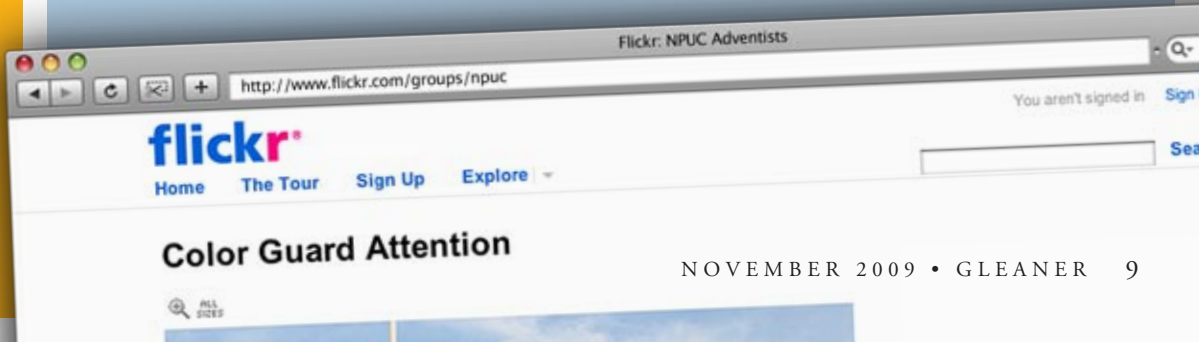 Flickr: NPUC Adventists
http://www.flickr.com/groups/npuc
You aren't signed in Sign
flickr®
Home The Tour Sign Up Explore
Sea
Color Guard Attention
NOVEMBER 2009 • GLEANER 9
ALL
SIZES